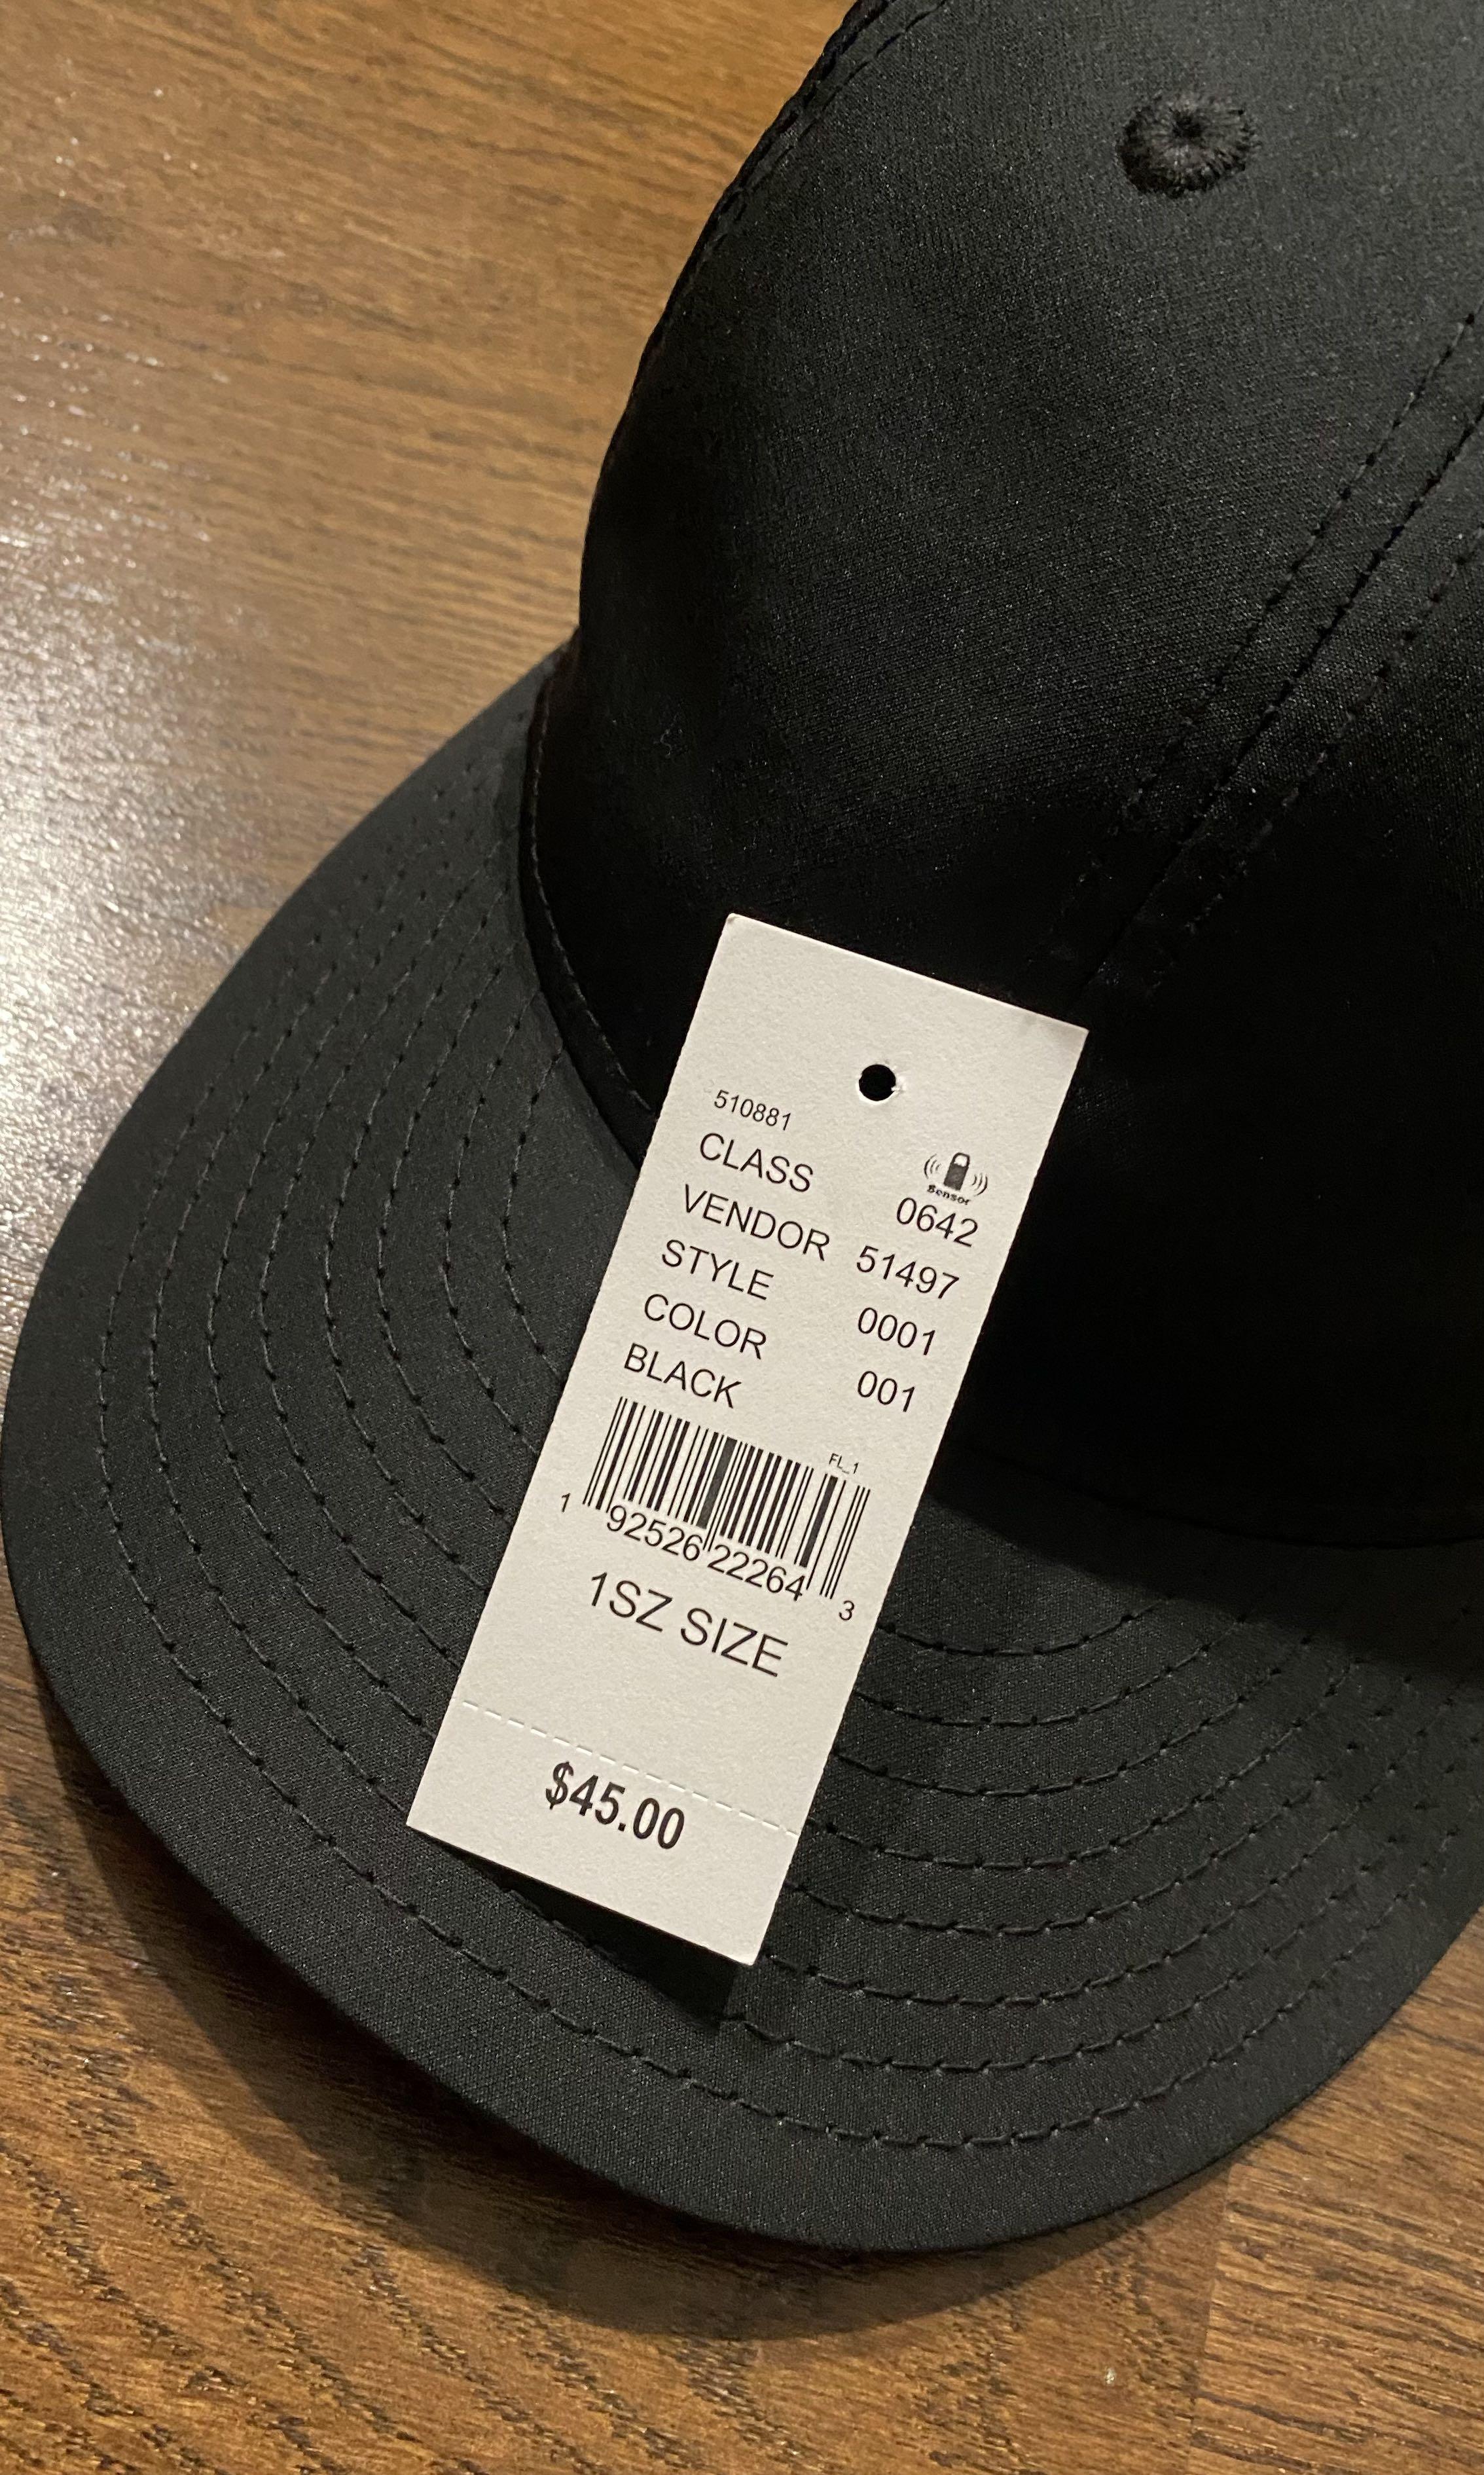 510881
Sensor
CLASS 0642
VENDOR 51497
STYLE 0001
COLOR 001
BLACK
FL_1
1 92526 22264 3
1SZ SIZE
$45.00